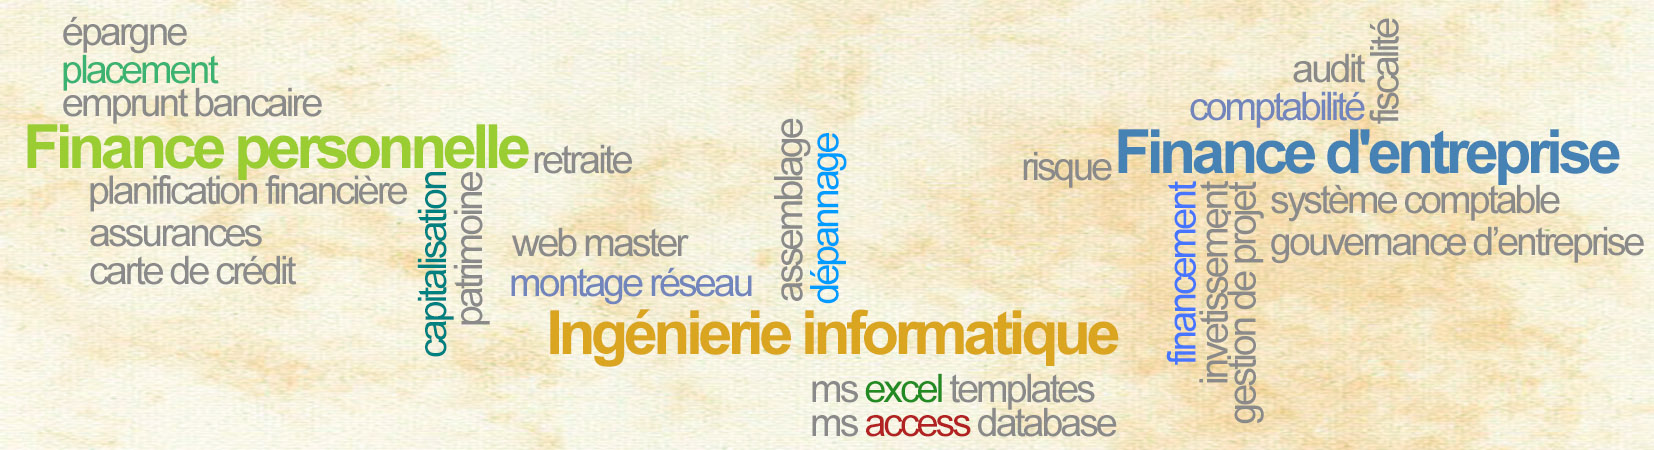 épargne
placement
emprunt bancaire
Finance personnelle
retraite
planification financière
assurances
carte de crédit
capitalisation
patrimoine
web master
montage réseau
assemblage
dépannage
Ingénierie informatique
ms excel templates
ms access database
audit
fiscalité
comptabilité
risque
Finance d'entreprise
financement
invetissement
gestion de projet
système comptable
gouvernance d’entreprise